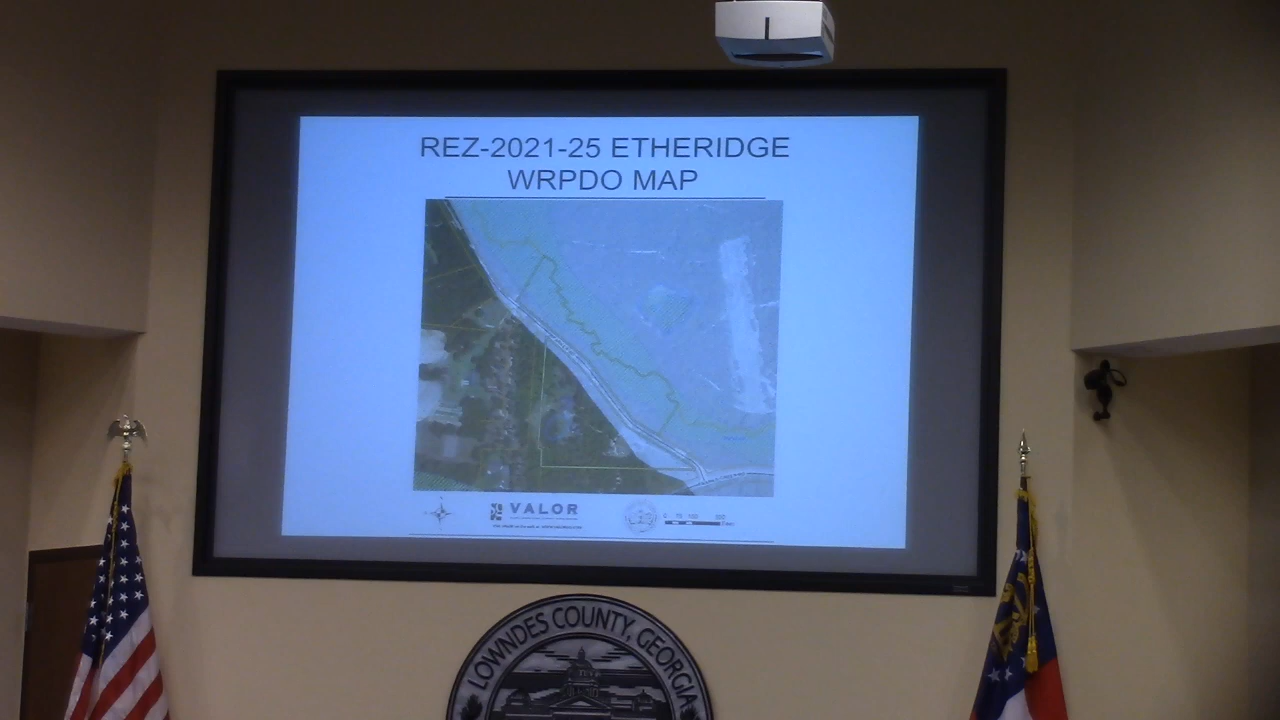 REZ-2021-25 ETHERIDGE
WRPDO MAP
VALOR
LOWNDES COUNTY, GEORGIA